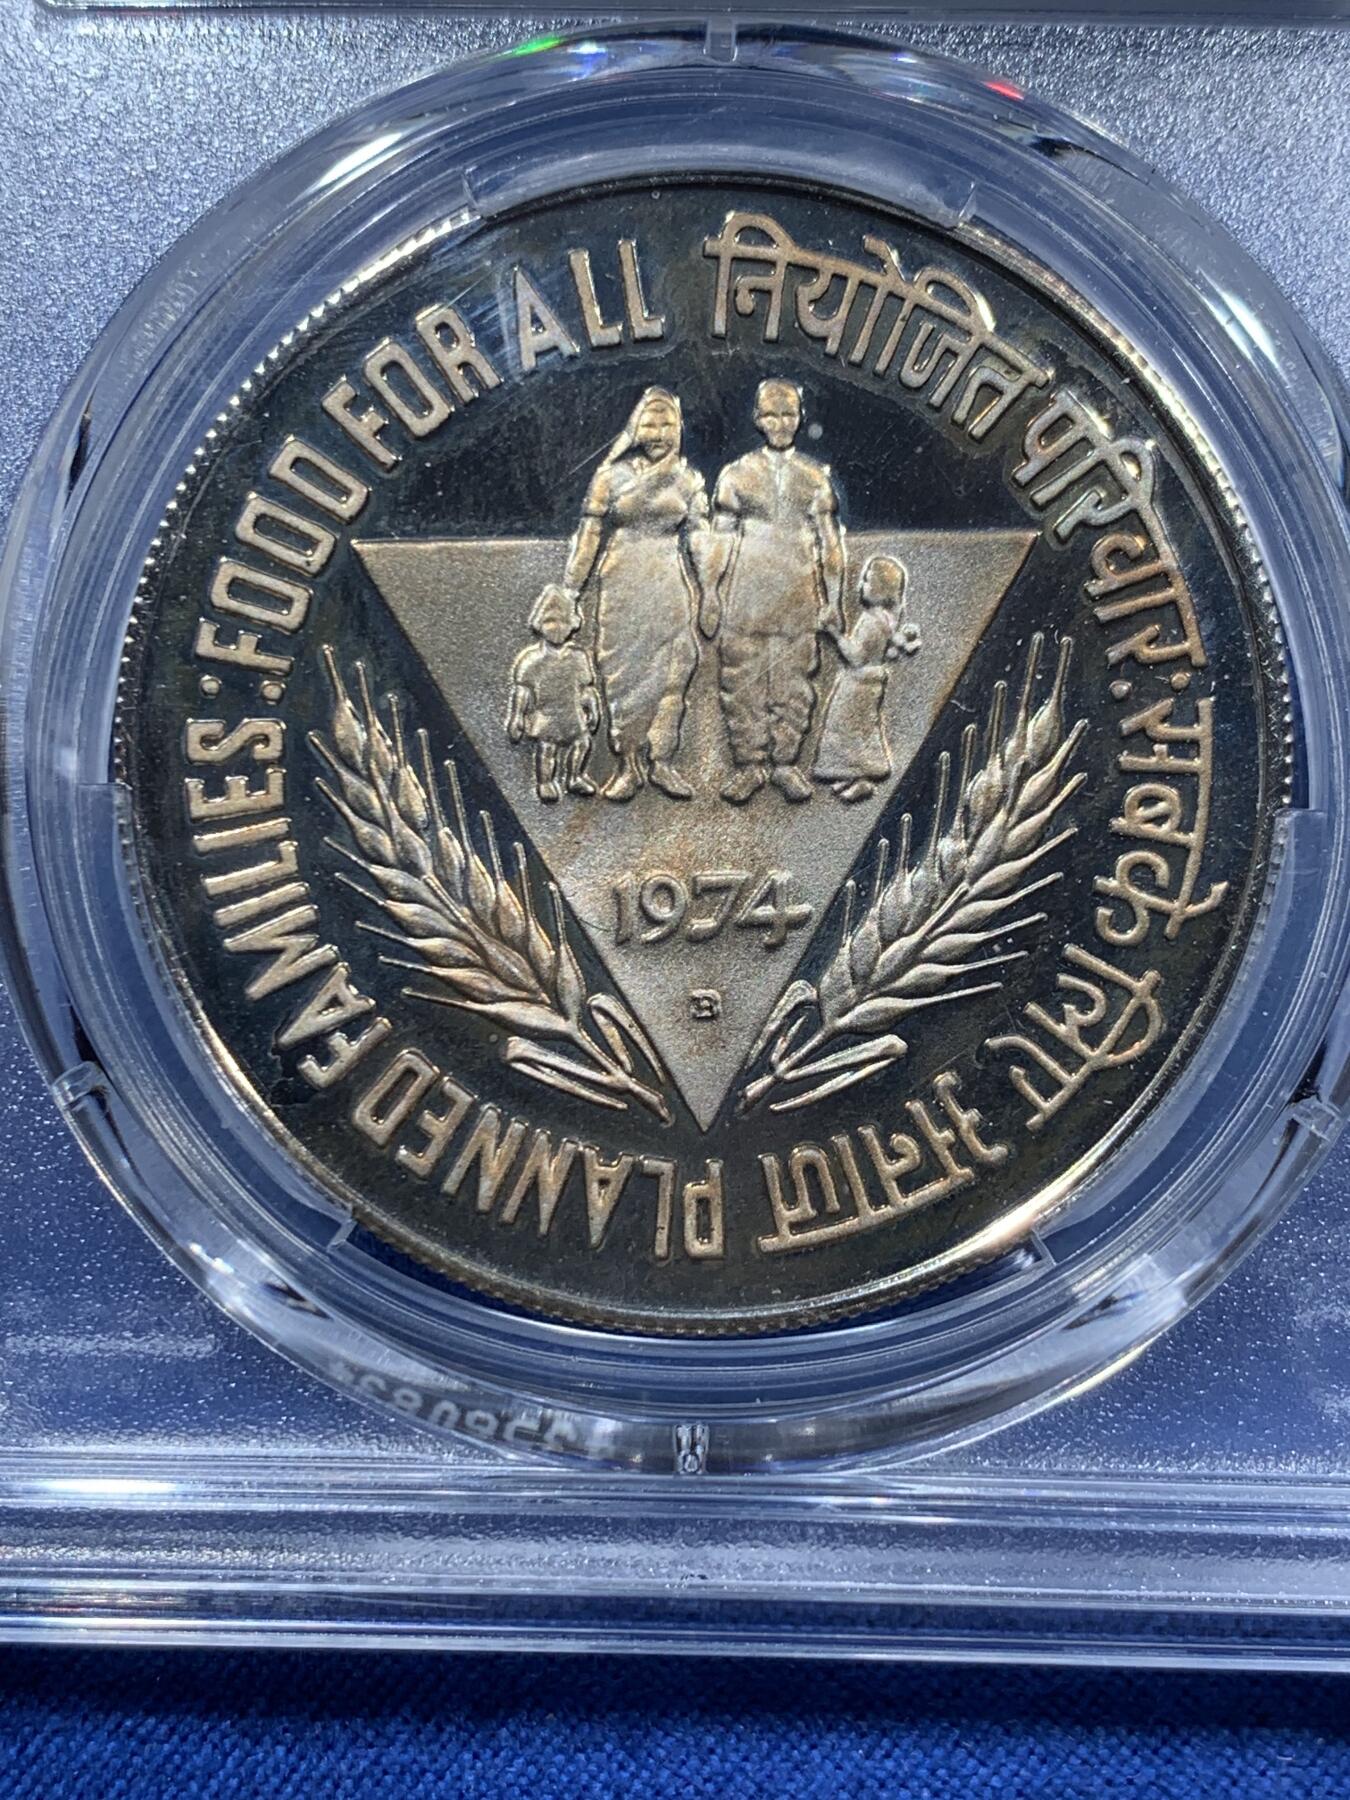 PLANNED FAMILIES: FOOD FOR ALL
नियोजित परिवार: सबके लिए अनाज
1974
B